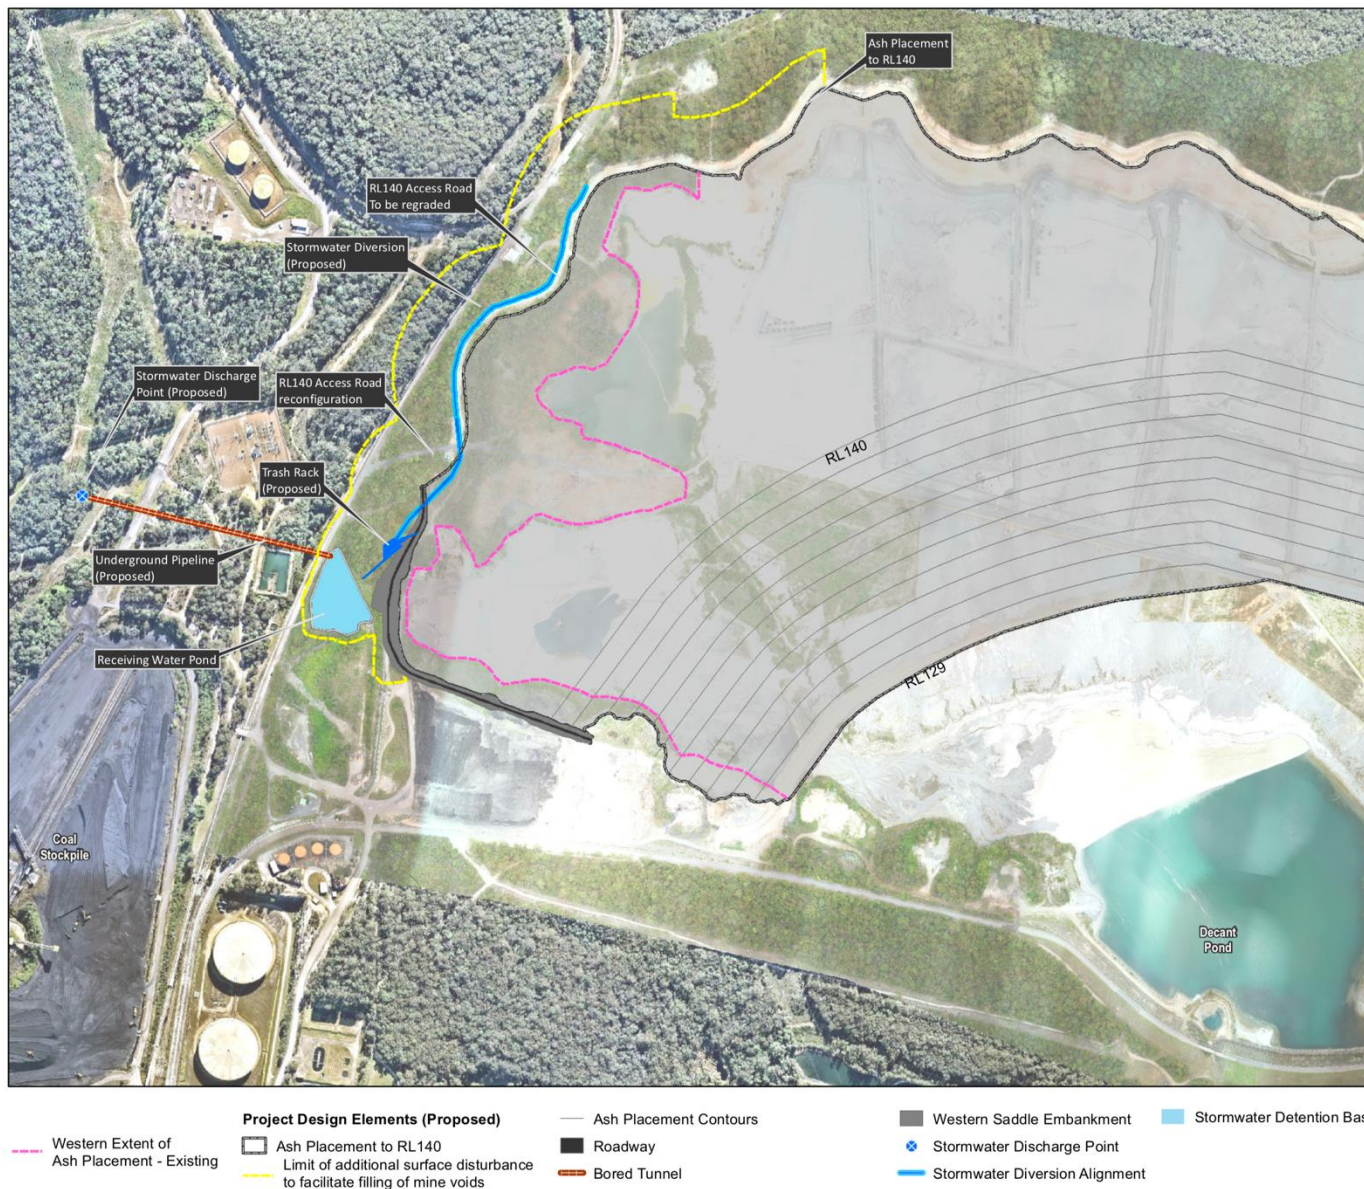 N
Ash Placement
to RL140
RL140 Access Road
To be regraded
Stormwater Diversion
(Proposed)
Stormwater Discharge
Point (Proposed)
RL140 Access Road
reconfiguration
Trash Rack
(Proposed)
RL140
Underground Pipeline
(Proposed)
Receiving Water Pond
RL129
Coal
Stockpile
Decant
Pond
Project Design Elements (Proposed)
Western Extent of
Ash Placement - Existing
Ash Placement to RL140
Limit of additional surface disturbance
to facilitate filling of mine voids
Ash Placement Contours
Roadway
Bored Tunnel
Western Saddle Embankment
Stormwater Discharge Point
Stormwater Diversion Alignment
Stormwater Detention Bas